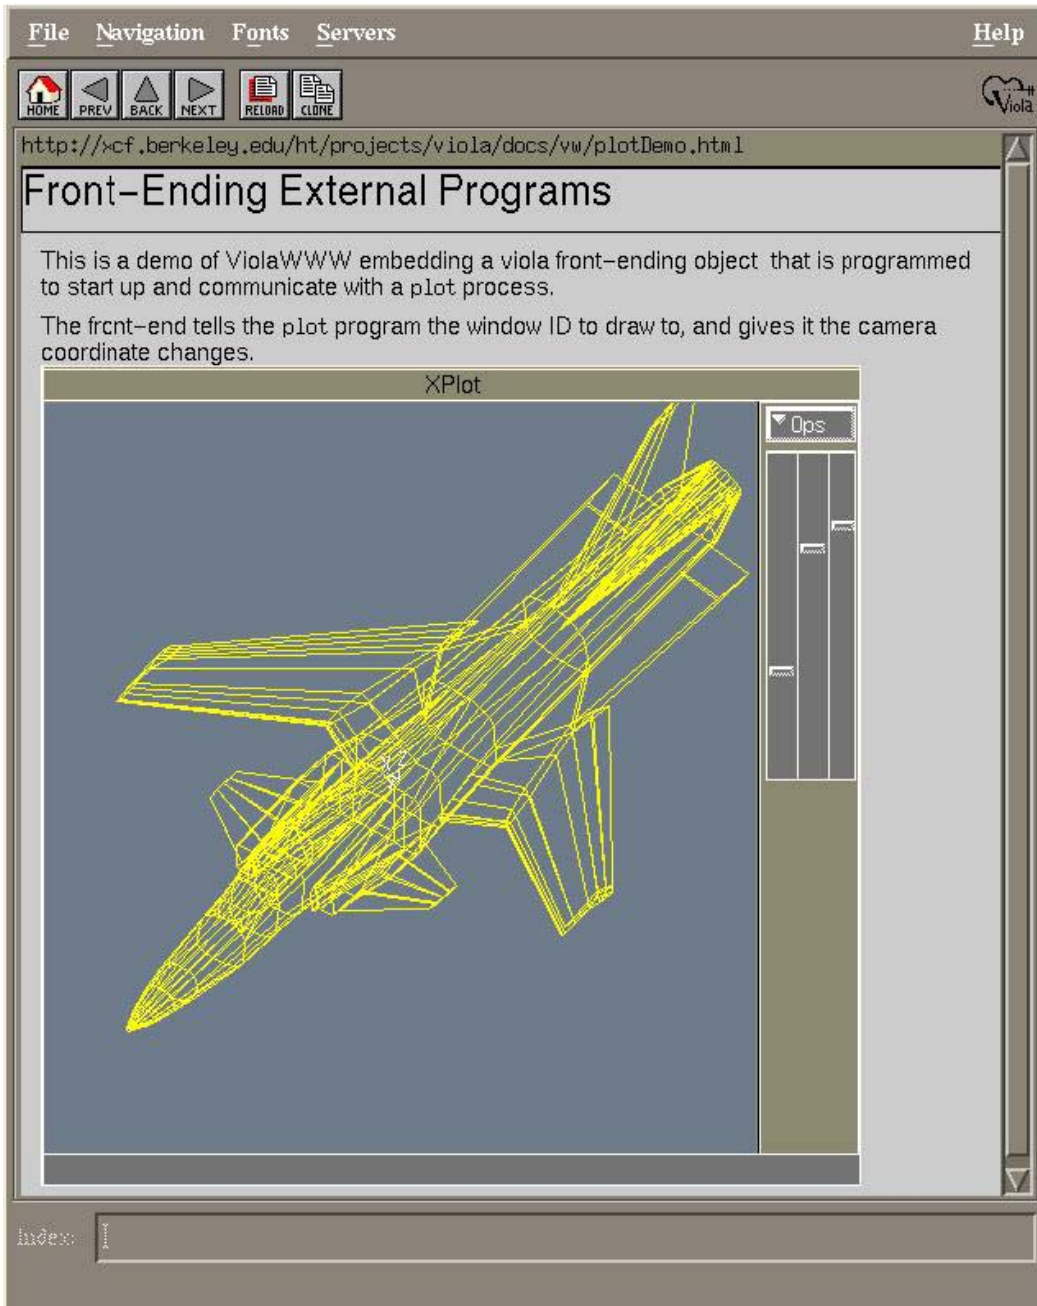 File Navigation Fonts Servers Help
HOME PREV BACK NEXT RELOAD CLONE Viola
http://xcf.berkeley.edu/ht/projects/viola/docs/vw/plotDemo.html
Front-Ending External Programs
This is a demo of ViolaWWW embedding a viola front-ending object that is programmed
to start up and communicate with a plot process.
The front-end tells the plot program the window ID to draw to, and gives it the camera
coordinate changes.
XPlot
Ops
Index: